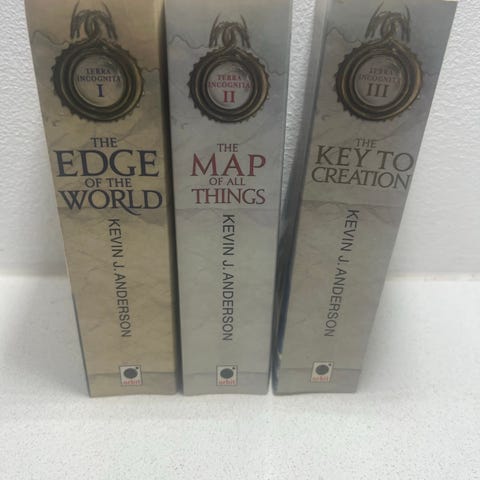 TERRA
INCOGNITA
I
THE
EDGE
OF THE
WORLD
KEVIN J. ANDERSON
orbit
TERRA
INCOGNITA
II
THE
MAP
OF ALL
THINGS
KEVIN J. ANDERSON
orbit
TERRA
INCOGNITA
III
THE
KEY TO
CREATION
KEVIN J. ANDERSON
orbit